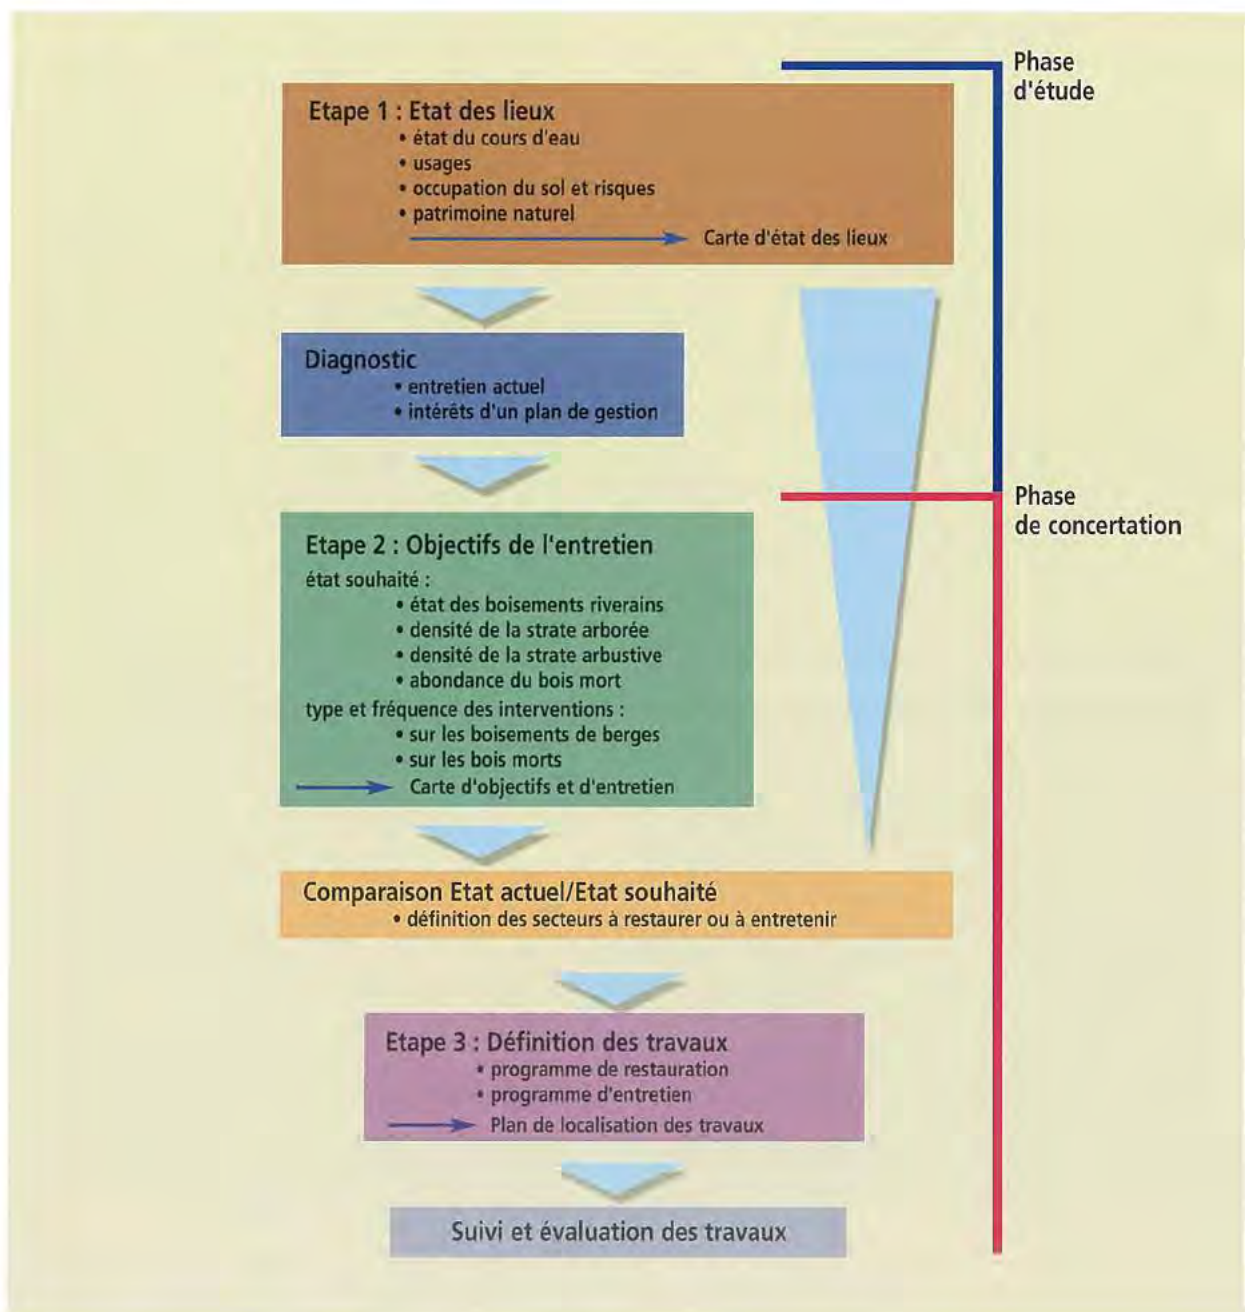 Phase
d'étude
Etape 1 : Etat des lieux
• état du cours d'eau
• usages
• occupation du sol et risques
• patrimoine naturel
Carte d'état des lieux
Diagnostic
• entretien actuel
• intérêts d'un plan de gestion
Phase
de concertation
Etape 2 : Objectifs de l'entretien
état souhaité :
• état des boisements riverains
• densité de la strate arborée
• densité de la strate arbustive
• abondance du bois mort
type et fréquence des interventions :
• sur les boisements de berges
• sur les bois morts
Carte d'objectifs et d'entretien
Comparaison Etat actuel/Etat souhaité
• définition des secteurs à restaurer ou à entretenir
Etape 3 : Définition des travaux
• programme de restauration
• programme d'entretien
Plan de localisation des travaux
Suivi et évaluation des travaux